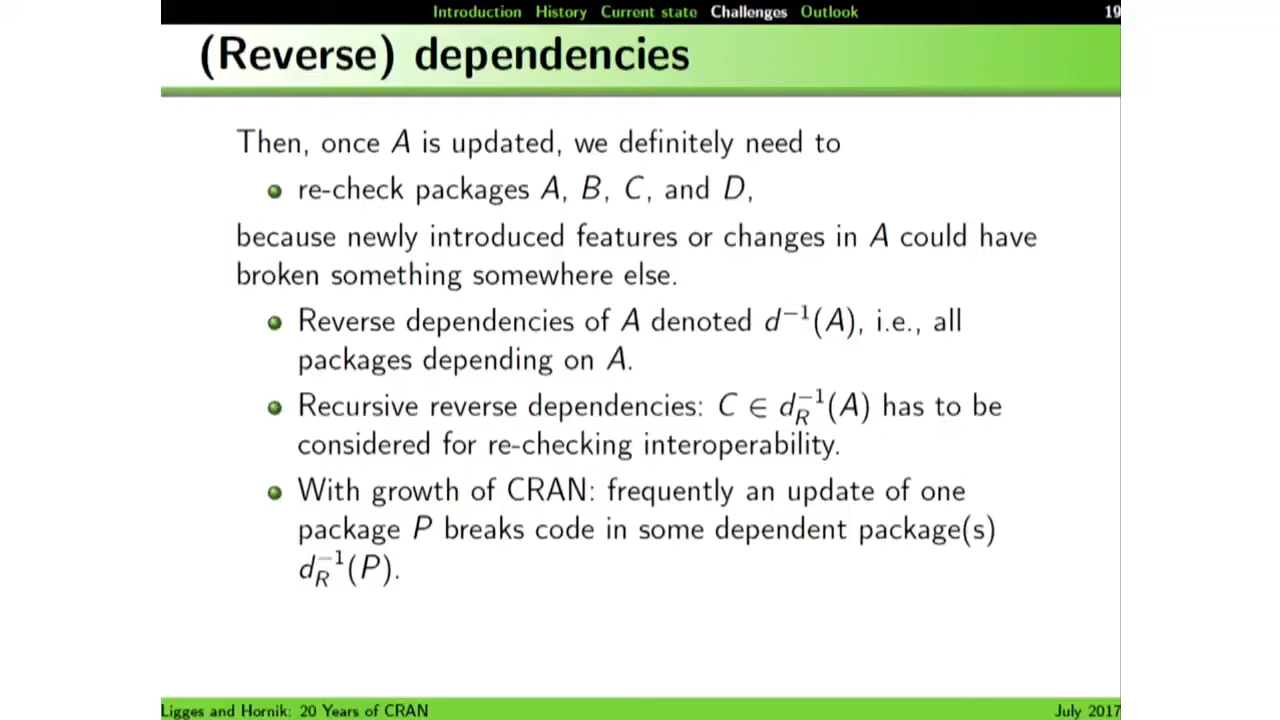 Introduction History Current state Challenges Outlook 19
(Reverse) dependencies
Then, once A is updated, we definitely need to
re-check packages A, B, C, and D,
because newly introduced features or changes in A could have
broken something somewhere else.
Reverse dependencies of A denoted d⁻¹(A), i.e., all
packages depending on A.
Recursive reverse dependencies: C ∈ d_R⁻¹(A) has to be
considered for re-checking interoperability.
With growth of CRAN: frequently an update of one
package P breaks code in some dependent package(s)
d_R⁻¹(P).
Ligges and Hornik: 20 Years of CRAN July 2017